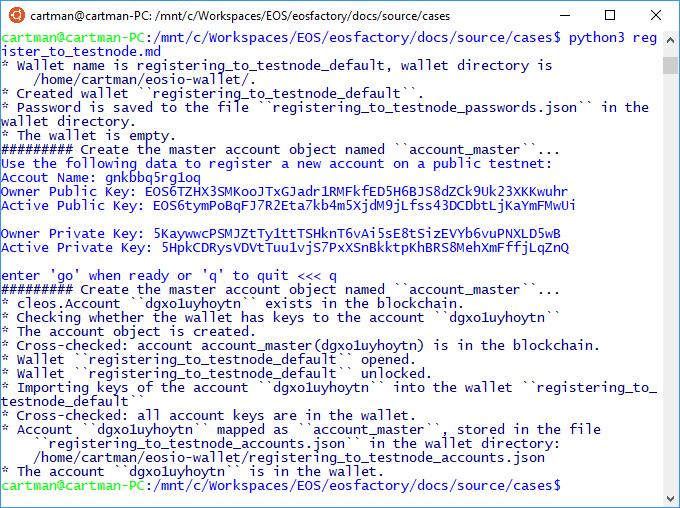 cartman@cartman-PC: /mnt/c/Workspaces/EOS/eosfactory/docs/source/cases
cartman@cartman-PC:/mnt/c/Workspaces/EOS/eosfactory/docs/source/cases$ python3 reg
ister_to_testnode.md
* Wallet name is registering_to_testnode_default, wallet directory is
/home/cartman/eosio-wallet/.
* Created wallet ``registering_to_testnode_default``.
* Password is saved to the file ``registering_to_testnode_passwords.json`` in the
wallet directory.
* The wallet is empty.
######### Create the master account object named ``account_master``...
Use the following data to register a new account on a public testnet:
Accout Name: gnkbbq5rg1oq
Owner Public Key: EOS6TZHX3SMKooJTxGJadr1RMFkfED5H6BJS8dZCk9Uk23XKKwuhr
Active Public Key: EOS6tymPoBqFJ7R2Eta7kb4m5XjdM9jLfss43DCDbtLjKaYmFMwUi
Owner Private Key: 5KaywwcPSMJZtTy1ttTSHknT6vAi5sE8tSizEVYb6vuPNXLD5wB
Active Private Key: 5HpkCDRysVDVtTuu1vjS7PxXSnBkktpKhBRS8MehXmFffjLqZnQ
enter 'go' when ready or 'q' to quit <<< q
######### Create the master account object named ``account_master``...
* cleos.Account ``dgxo1uyhoytn`` exists in the blockchain.
* Checking whether the wallet has keys to the account ``dgxo1uyhoytn``
* The account object is created.
* Cross-checked: account account_master(dgxo1uyhoytn) is in the blockchain.
* Wallet ``registering_to_testnode_default`` opened.
* Wallet ``registering_to_testnode_default`` unlocked.
* Importing keys of the account ``dgxo1uyhoytn`` into the wallet ``registering_to_
testnode_default``
* Cross-checked: all account keys are in the wallet.
* Account ``dgxo1uyhoytn`` mapped as ``account_master``, stored in the file
``registering_to_testnode_accounts.json`` in the wallet directory:
/home/cartman/eosio-wallet/registering_to_testnode_accounts.json
* The account ``dgxo1uyhoytn`` is in the wallet.
cartman@cartman-PC:/mnt/c/Workspaces/EOS/eosfactory/docs/source/cases$